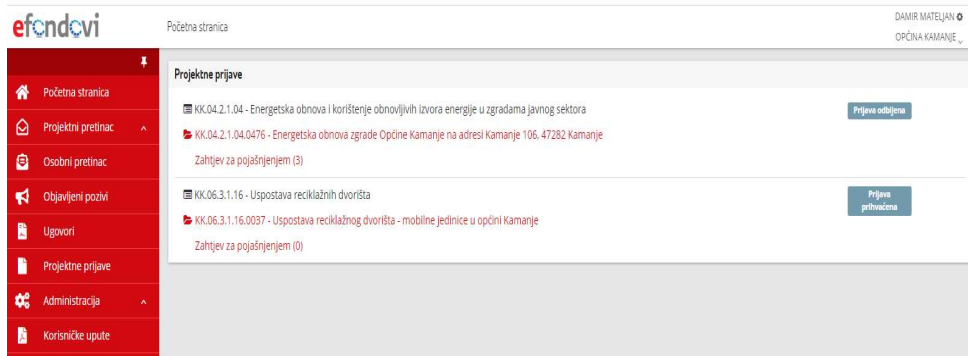 efondovi
Početna stranica
DAMIR MATELJAN
OPĆINA KAMANJE
Početna stranica
Projektni pretinac
Osobni pretinac
Objavljeni pozivi
Ugovori
Projektne prijave
Administracija
Korisničke upute
Projektne prijave
KK.04.2.1.04 - Energetska obnova i korištenje obnovljivih izvora energije u zgradama javnog sektora
Prijava odbijena
KK.04.2.1.04.0476 - Energetska obnova zgrade Općine Kamanje na adresi Kamanje 106, 47282 Kamanje
Zahtjev za pojašnjenjem (3)
KK.06.3.1.16 - Uspostava reciklažnih dvorišta
Prijava
prihvaćena
KK.06.3.1.16.0037 - Uspostava reciklažnog dvorišta - mobilne jedinice u općini Kamanje
Zahtjev za pojašnjenjem (0)